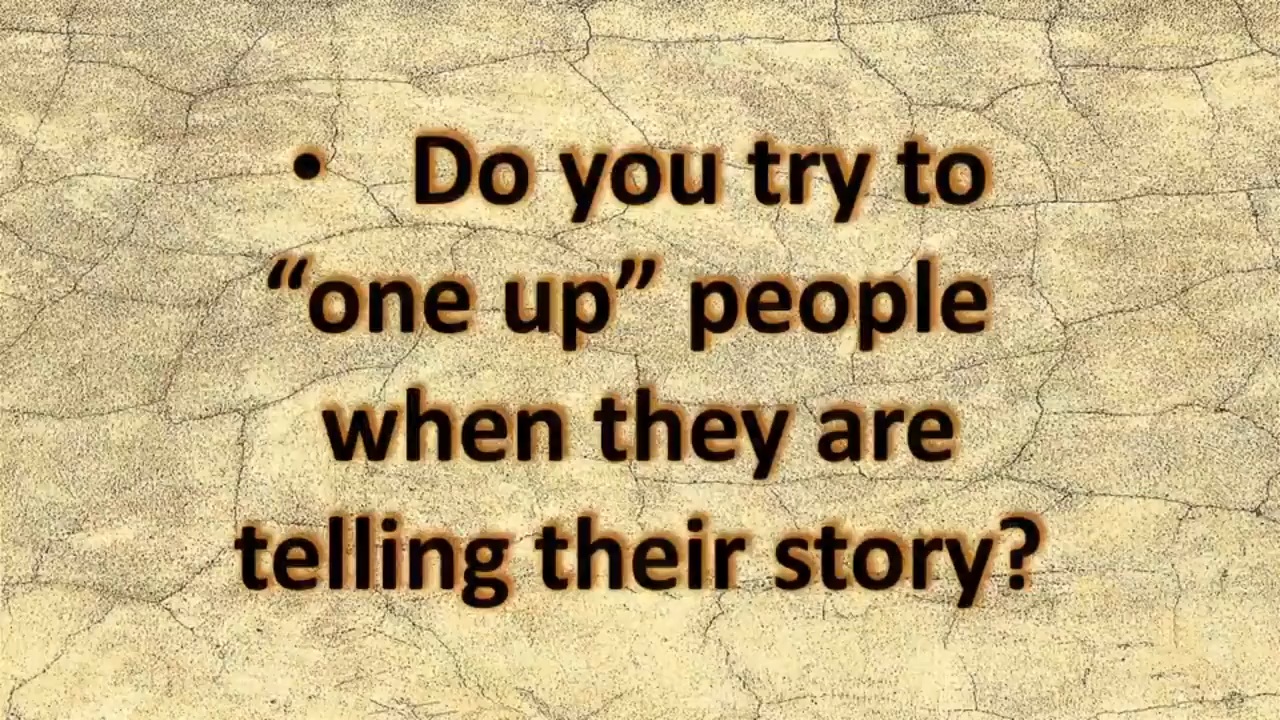 • Do you try to
“one up” people
when they are
telling their story?